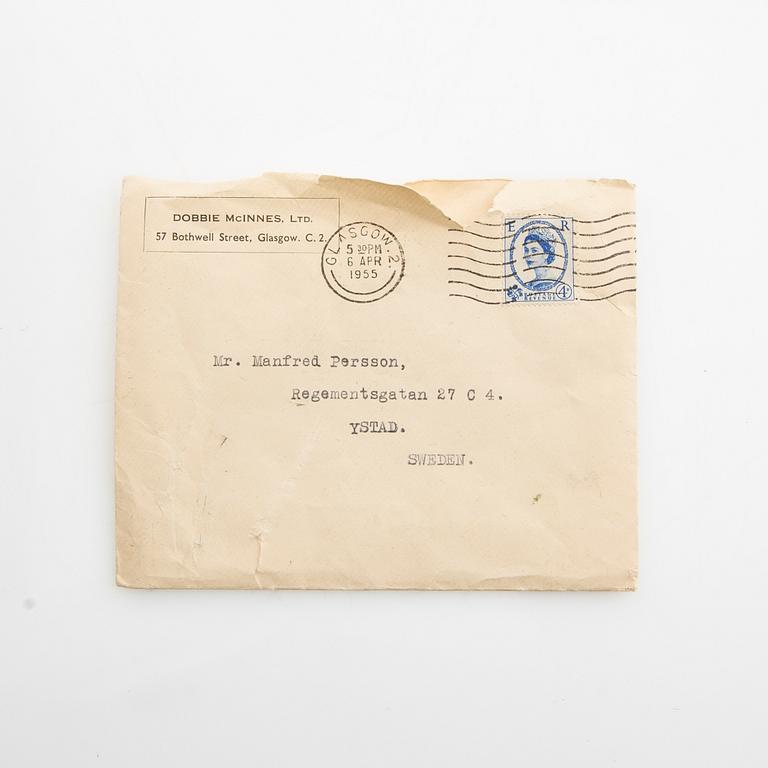 DOBBIE McINNES, LTD.
57 Bothwell Street, Glasgow. C.2.
GLASGOW.2.
5 30PM
6 APR
1955
E R
4D
Mr. Manfred Persson,
Regementsgatan 27 C 4.
YSTAD.
SWEDEN.